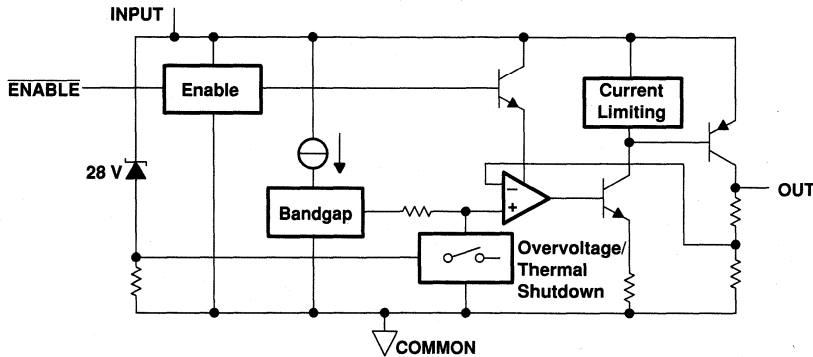 INPUT
ENABLE
Enable
Current
Limiting
28 V
Bandgap
−
+
OUT
Overvoltage/
Thermal
Shutdown
COMMON